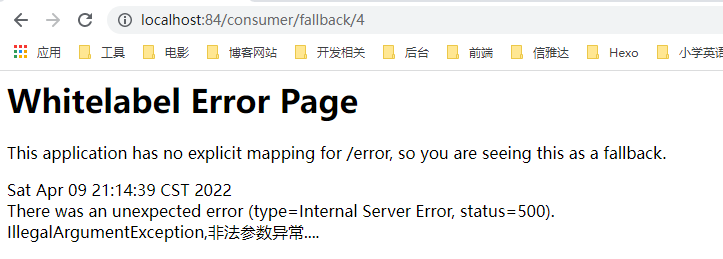 localhost:84/consumer/fallback/4
应用 工具 电影 博客网站 开发相关 后台 前端 信雅达 Hexo 小学英语
Whitelabel Error Page
This application has no explicit mapping for /error, so you are seeing this as a fallback.
Sat Apr 09 21:14:39 CST 2022
There was an unexpected error (type=Internal Server Error, status=500).
IllegalArgumentException,非法参数异常....